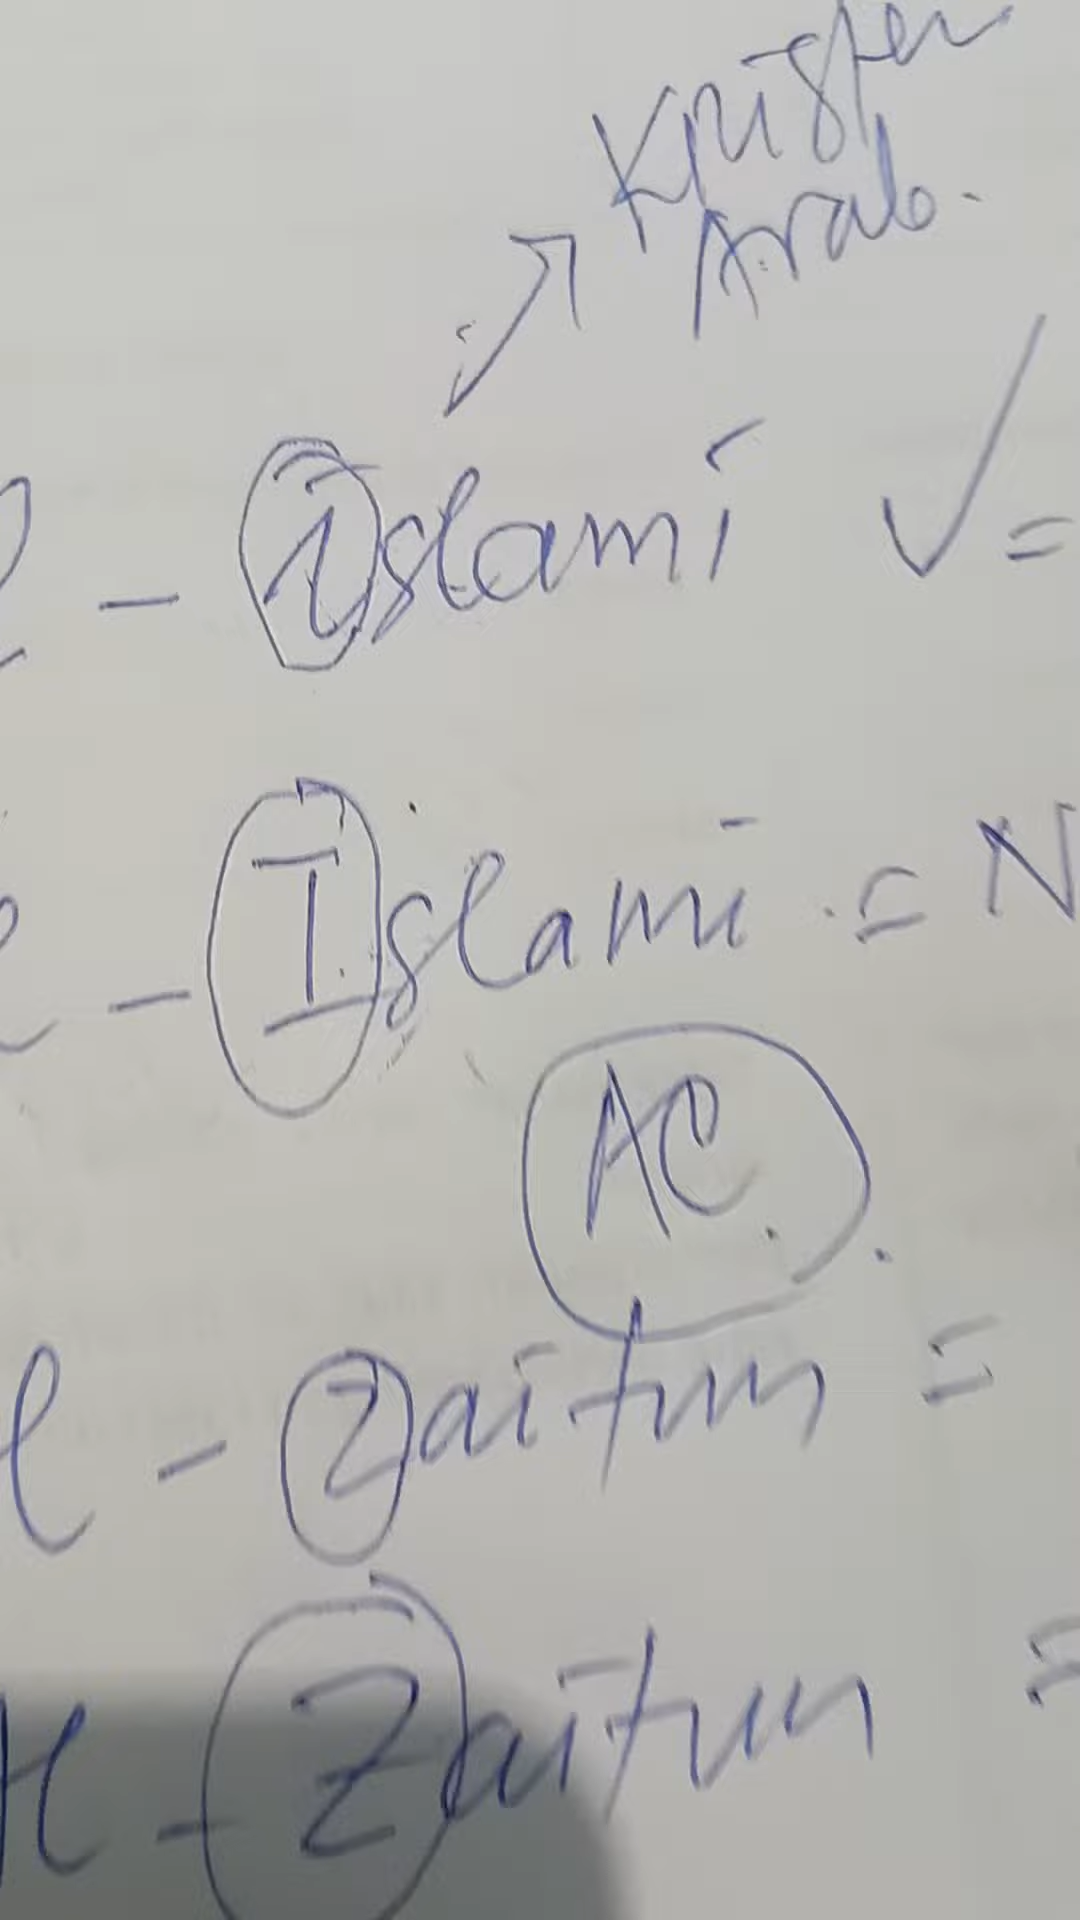 Kristen
Arab.
- islami ✓ =
- Islami = N
AC.
l - Zaitun =
- Zaitun =